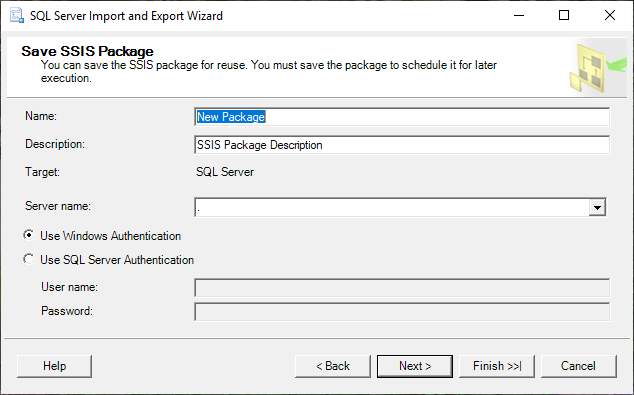 SQL Server Import and Export Wizard
Save SSIS Package
You can save the SSIS package for reuse. You must save the package to schedule it for later
execution.
Name: New Package
Description: SSIS Package Description
Target: SQL Server
Server name: .
Use Windows Authentication
Use SQL Server Authentication
User name:
Password:
Help < Back Next > Finish >>| Cancel